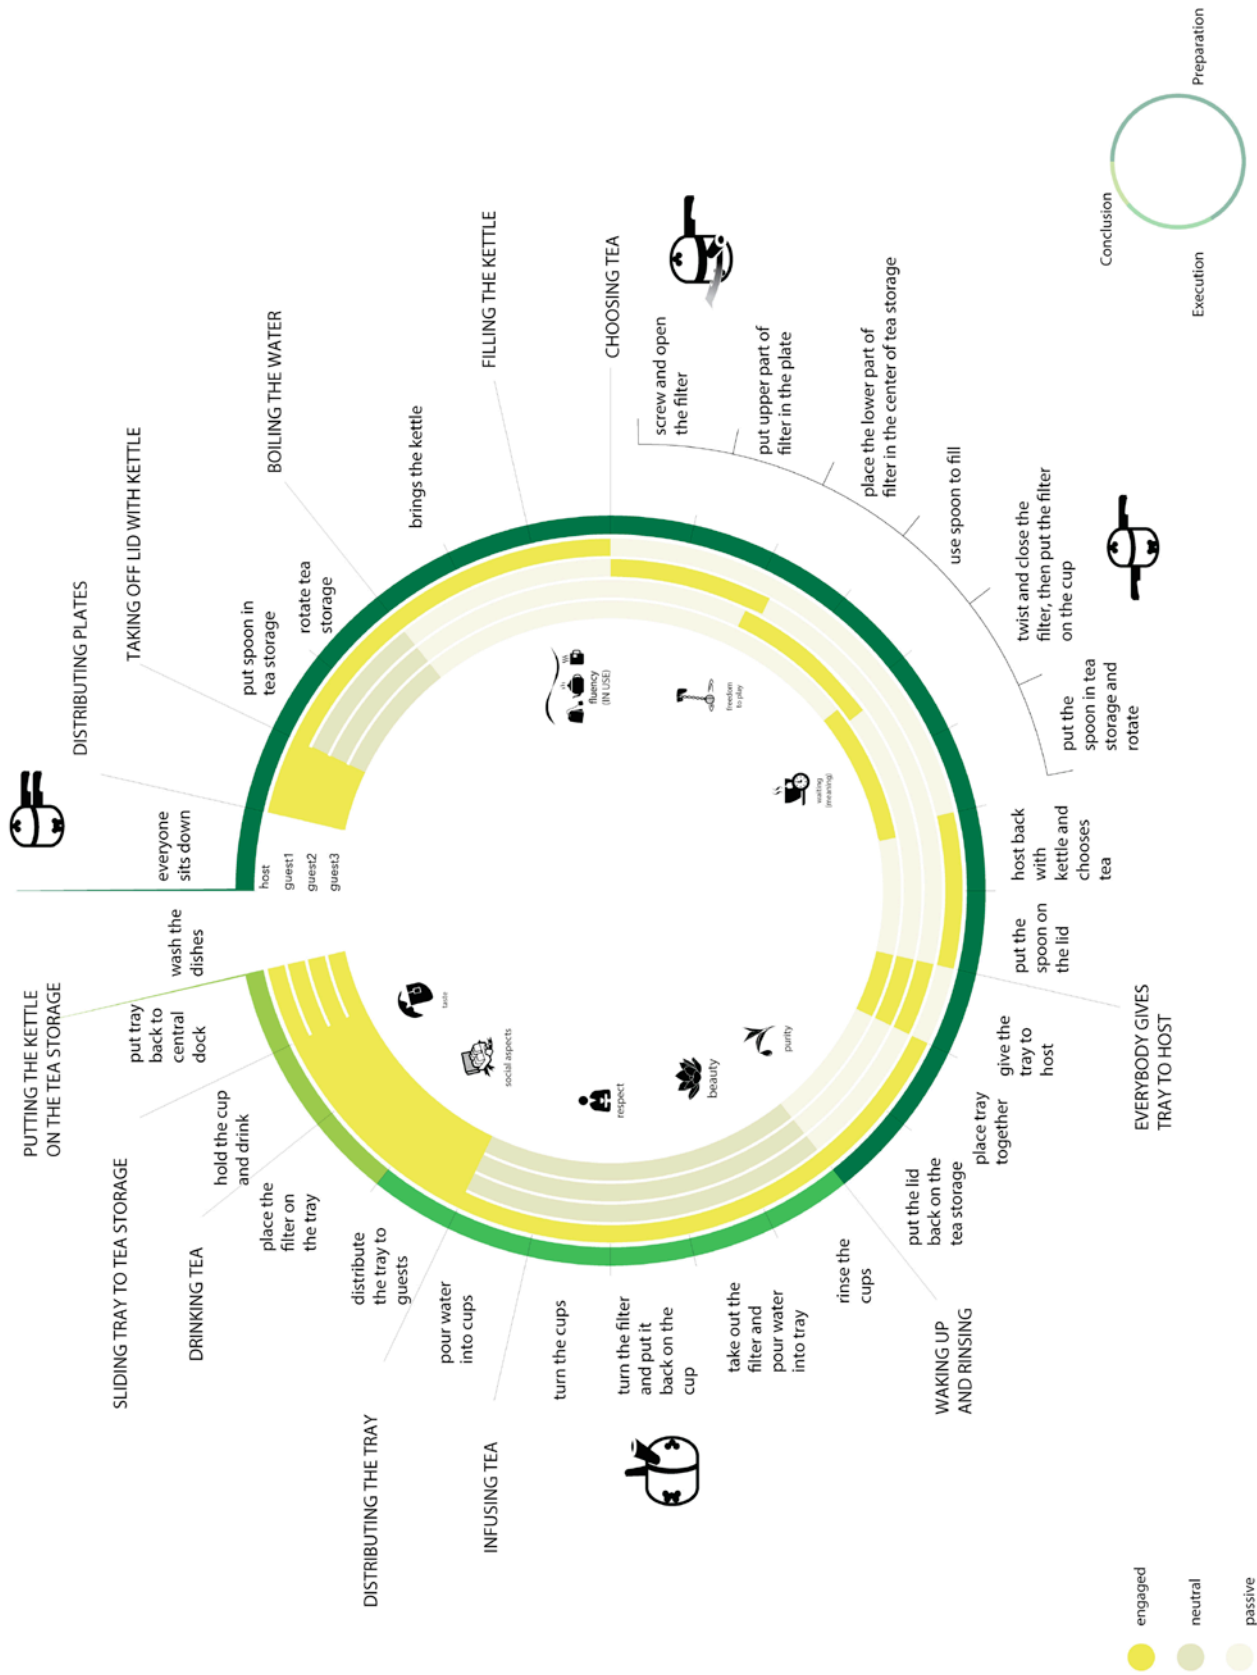 PUTTING THE KETTLE
ON THE TEA STORAGE
SLIDING TRAY TO TEA STORAGE
DRINKING TEA
DISTRIBUTING THE TRAY
INFUSING TEA
WAKING UP
AND RINSING
EVERYBODY GIVES
TRAY TO HOST
DISTRIBUTING PLATES
TAKING OFF LID WITH KETTLE
BOILING THE WATER
FILLING THE KETTLE
CHOOSING TEA
everyone
sits down
put spoon in
tea storage
rotate tea
storage
brings the kettle
screw and open
the filter
put upper part of
filter in the plate
place the lower part of
filter in the center of tea storage
use spoon to fill
twist and close the
filter, then put the filter
on the cup
put the
spoon in tea
storage and
rotate
host back
with
kettle and
chooses
tea
put the
spoon on
the lid
give the
tray to
host
place tray
together
put the lid
back on the
tea storage
rinse the
cups
take out the
filter and
pour water
into tray
turn the filter
and put it
back on the
cup
turn the cups
pour water
into cups
distribute
the tray to
guests
place the
filter on
the tray
hold the cup
and drink
put tray
back to
central
dock
wash the
dishes
host
guest1
guest2
guest3
fluency
(IN USE)
freedom
to play
waiting
(meaning)
purity
beauty
respect
social aspects
taste
Conclusion
Preparation
Execution
engaged
neutral
passive